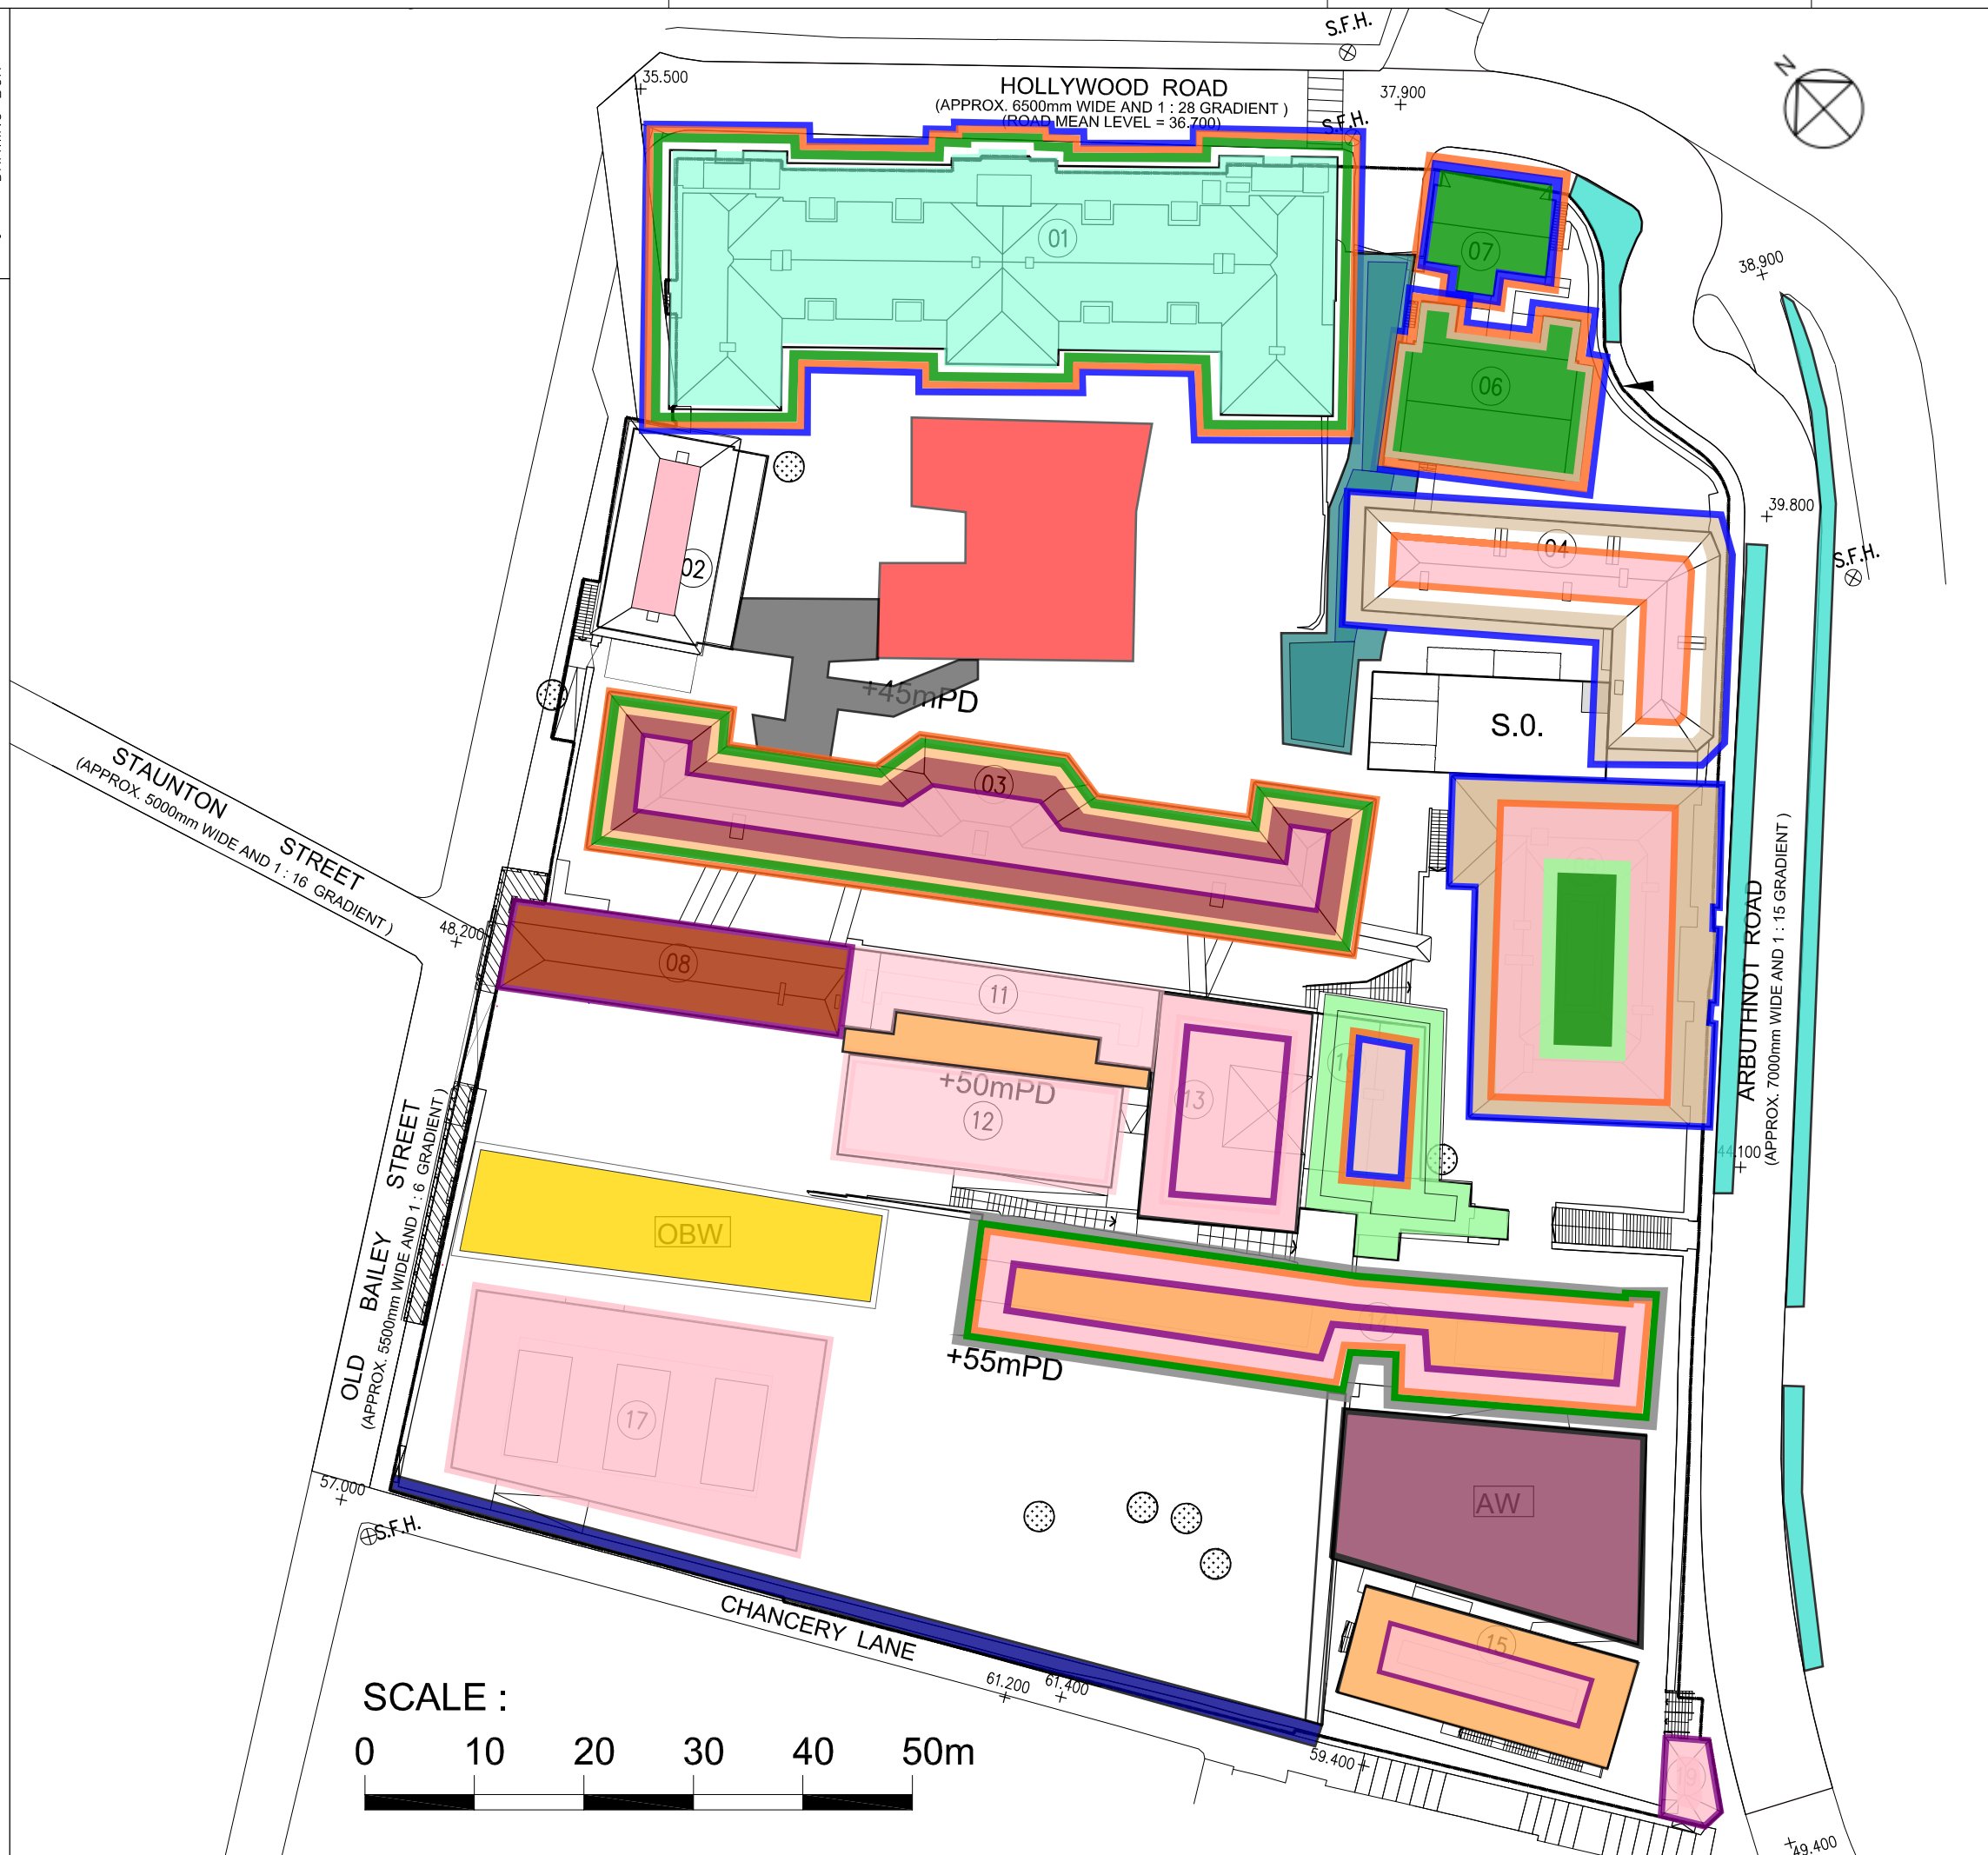 S.F.H.
35.500
HOLLYWOOD ROAD
(APPROX. 6500mm WIDE AND 1 : 28 GRADIENT )
(ROAD MEAN LEVEL = 36.700)
37.900
S.F.H.
N
01
07
38.900
06
39.800
04
S.F.H.
02
+45mPD
S.O.
03
STAUNTON STREET
(APPROX. 5000mm WIDE AND 1 : 16 GRADIENT )
48.200
08
11
+50mPD
12
13
ARBUTHNOT ROAD
(APPROX. 7000mm WIDE AND 1 : 15 GRADIENT )
44.100
OLD BAILEY STREET
(APPROX. 5500mm WIDE AND 1 : 6 GRADIENT )
OBW
14
+55mPD
17
57.000
S.F.H.
AW
15
CHANCERY LANE
61.200
61.400
59.400
19
49.400
SCALE :
0 10 20 30 40 50m